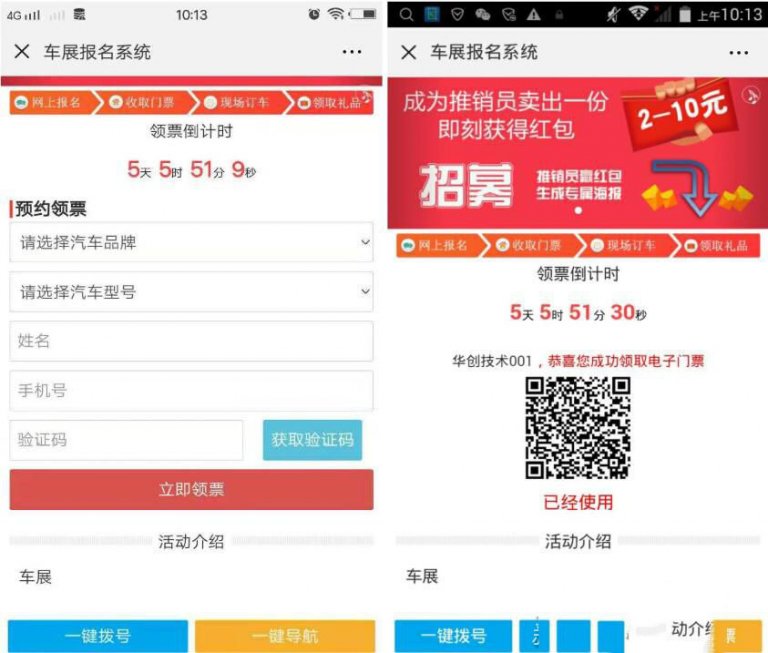 4G
10:13
车展报名系统
网上报名
收取门票
现场订车
领取礼品
领票倒计时
5天 5时 51分 9秒
预约领票
请选择汽车品牌
请选择汽车型号
姓名
手机号
验证码
获取验证码
立即领票
活动介绍
车展
一键拨号
一键导航
上午10:13
车展报名系统
成为推销员卖出一份
即刻获得红包
2-10元
招募
推销员赢红包
生成专属海报
网上报名
收取门票
现场订车
领取礼品
领票倒计时
5天 5时 51分 30秒
华创技术001，恭喜您成功领取电子门票
已经使用
活动介绍
车展
一键拨号
动介
票